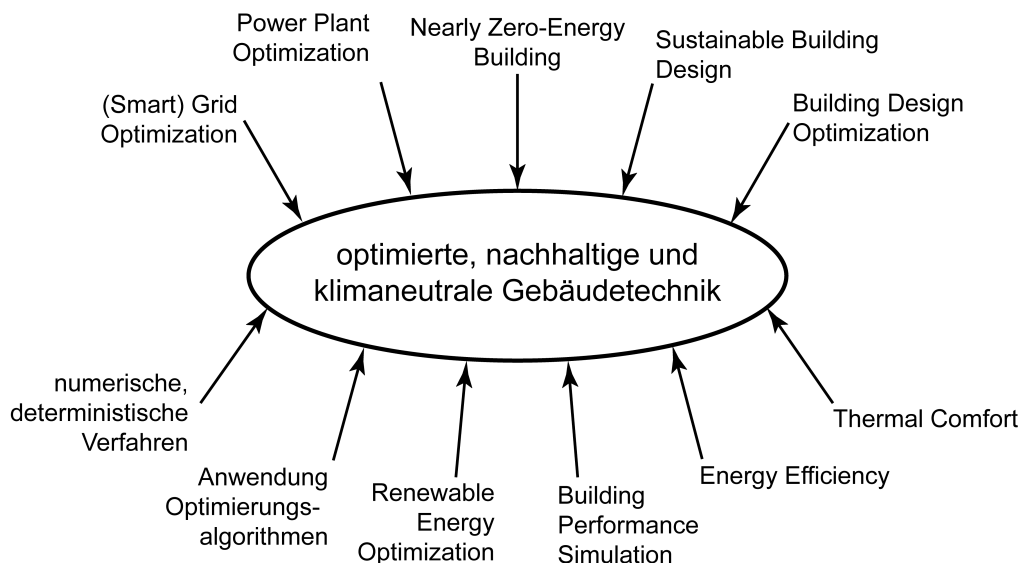 Power Plant
Optimization
Nearly Zero-Energy
Building
Sustainable Building
Design
(Smart) Grid
Optimization
Building Design
Optimization
optimierte, nachhaltige und
klimaneutrale Gebäudetechnik
numerische,
deterministische
Verfahren
Anwendung
Optimierungs-
algorithmen
Renewable
Energy
Optimization
Building
Performance
Simulation
Energy Efficiency
Thermal Comfort